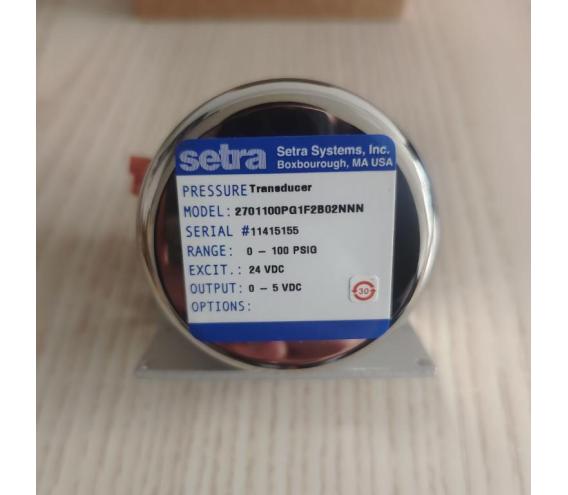 setra Setra Systems, Inc.
Boxbourough, MA USA
PRESSURE Transducer
MODEL: 2701100PG1F2B02NNN
SERIAL #11415155
RANGE: 0 – 100 PSIG
EXCIT.: 24 VDC
OUTPUT: 0 – 5 VDC
30
OPTIONS: